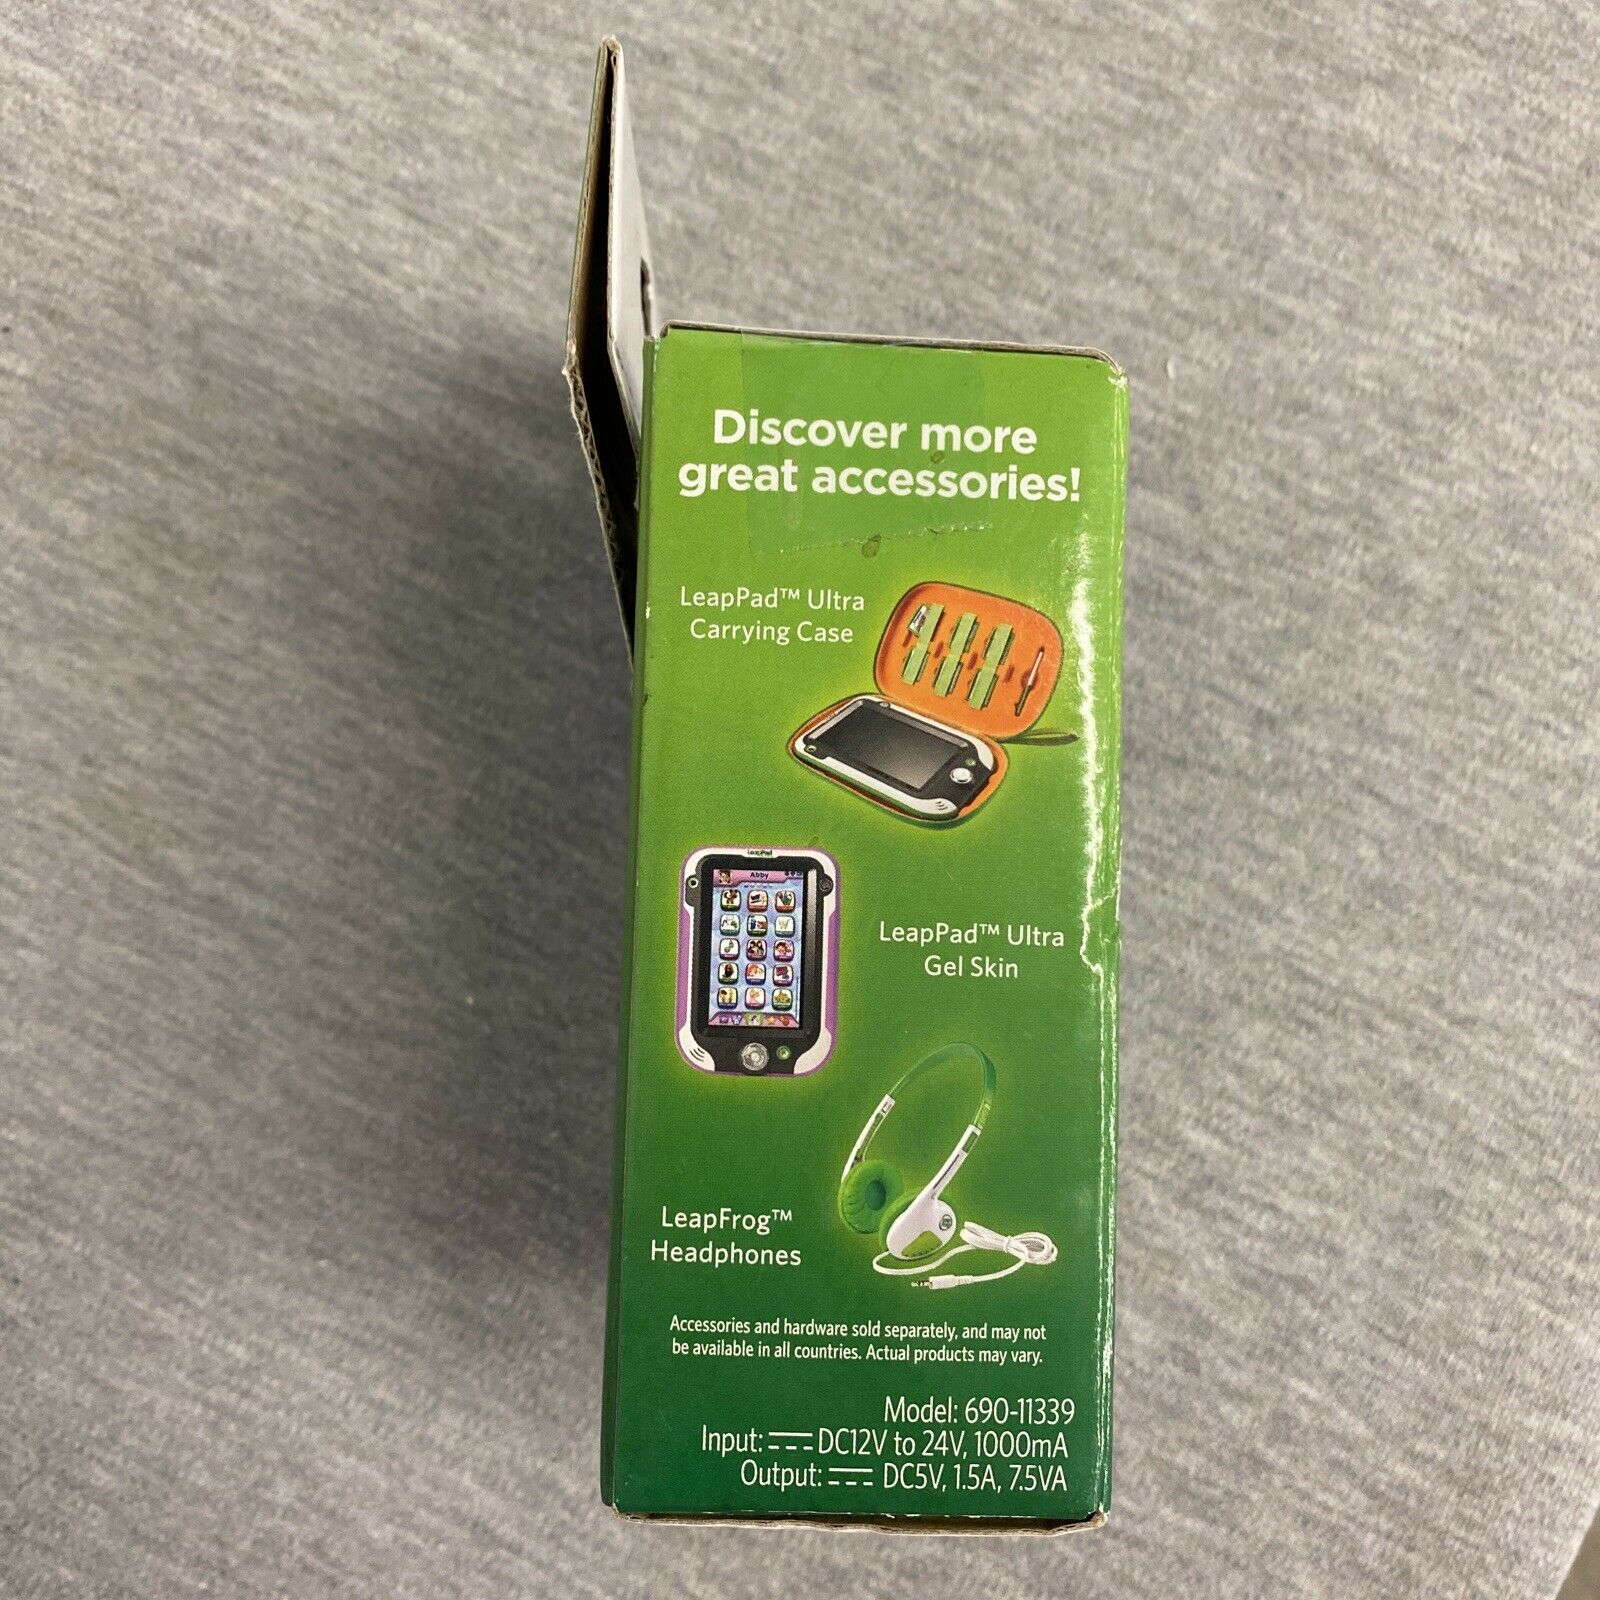 Discover more
great accessories!
LeapPad™ Ultra
Carrying Case
LeapPad
Abby
LeapPad™ Ultra
Gel Skin
LeapFrog™
Headphones
Accessories and hardware sold separately, and may not
be available in all countries. Actual products may vary.
Model: 690-11339
Input: ⎓ DC12V to 24V, 1000mA
Output: ⎓ DC5V, 1.5A, 7.5VA